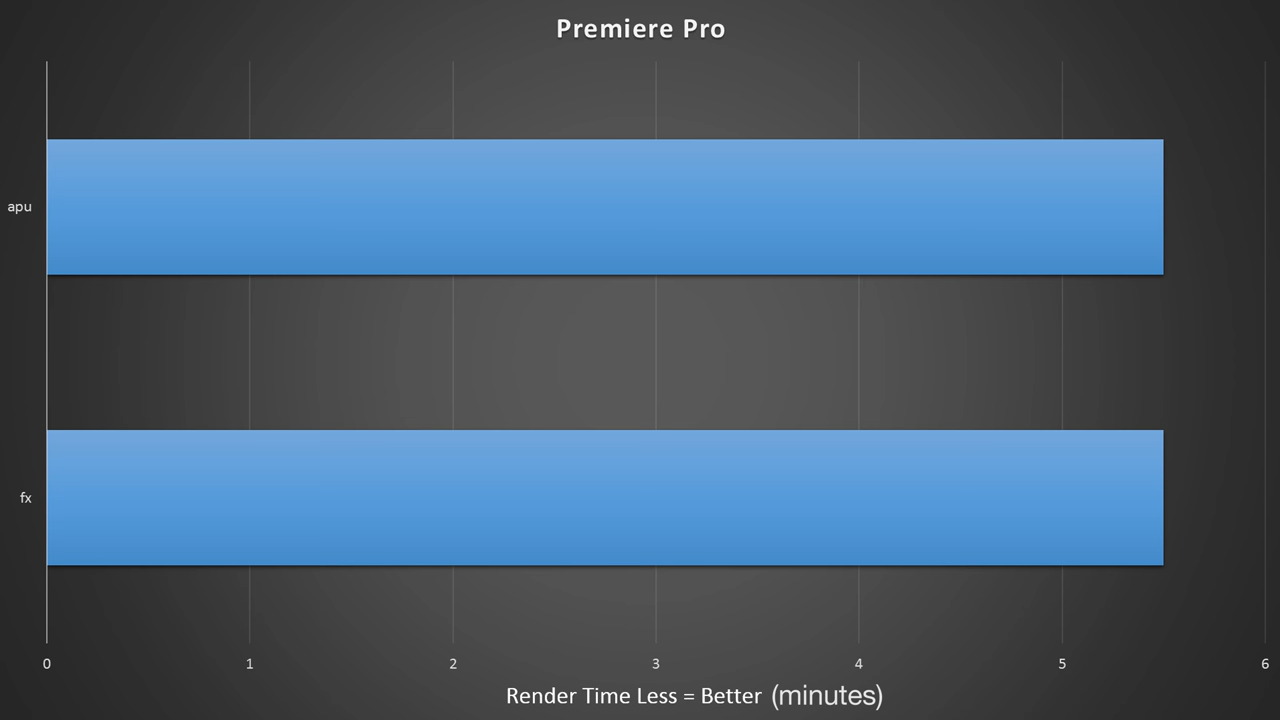 Premiere Pro
apu
fx
0 1 2 3 4 5 6
Render Time Less = Better (minutes)